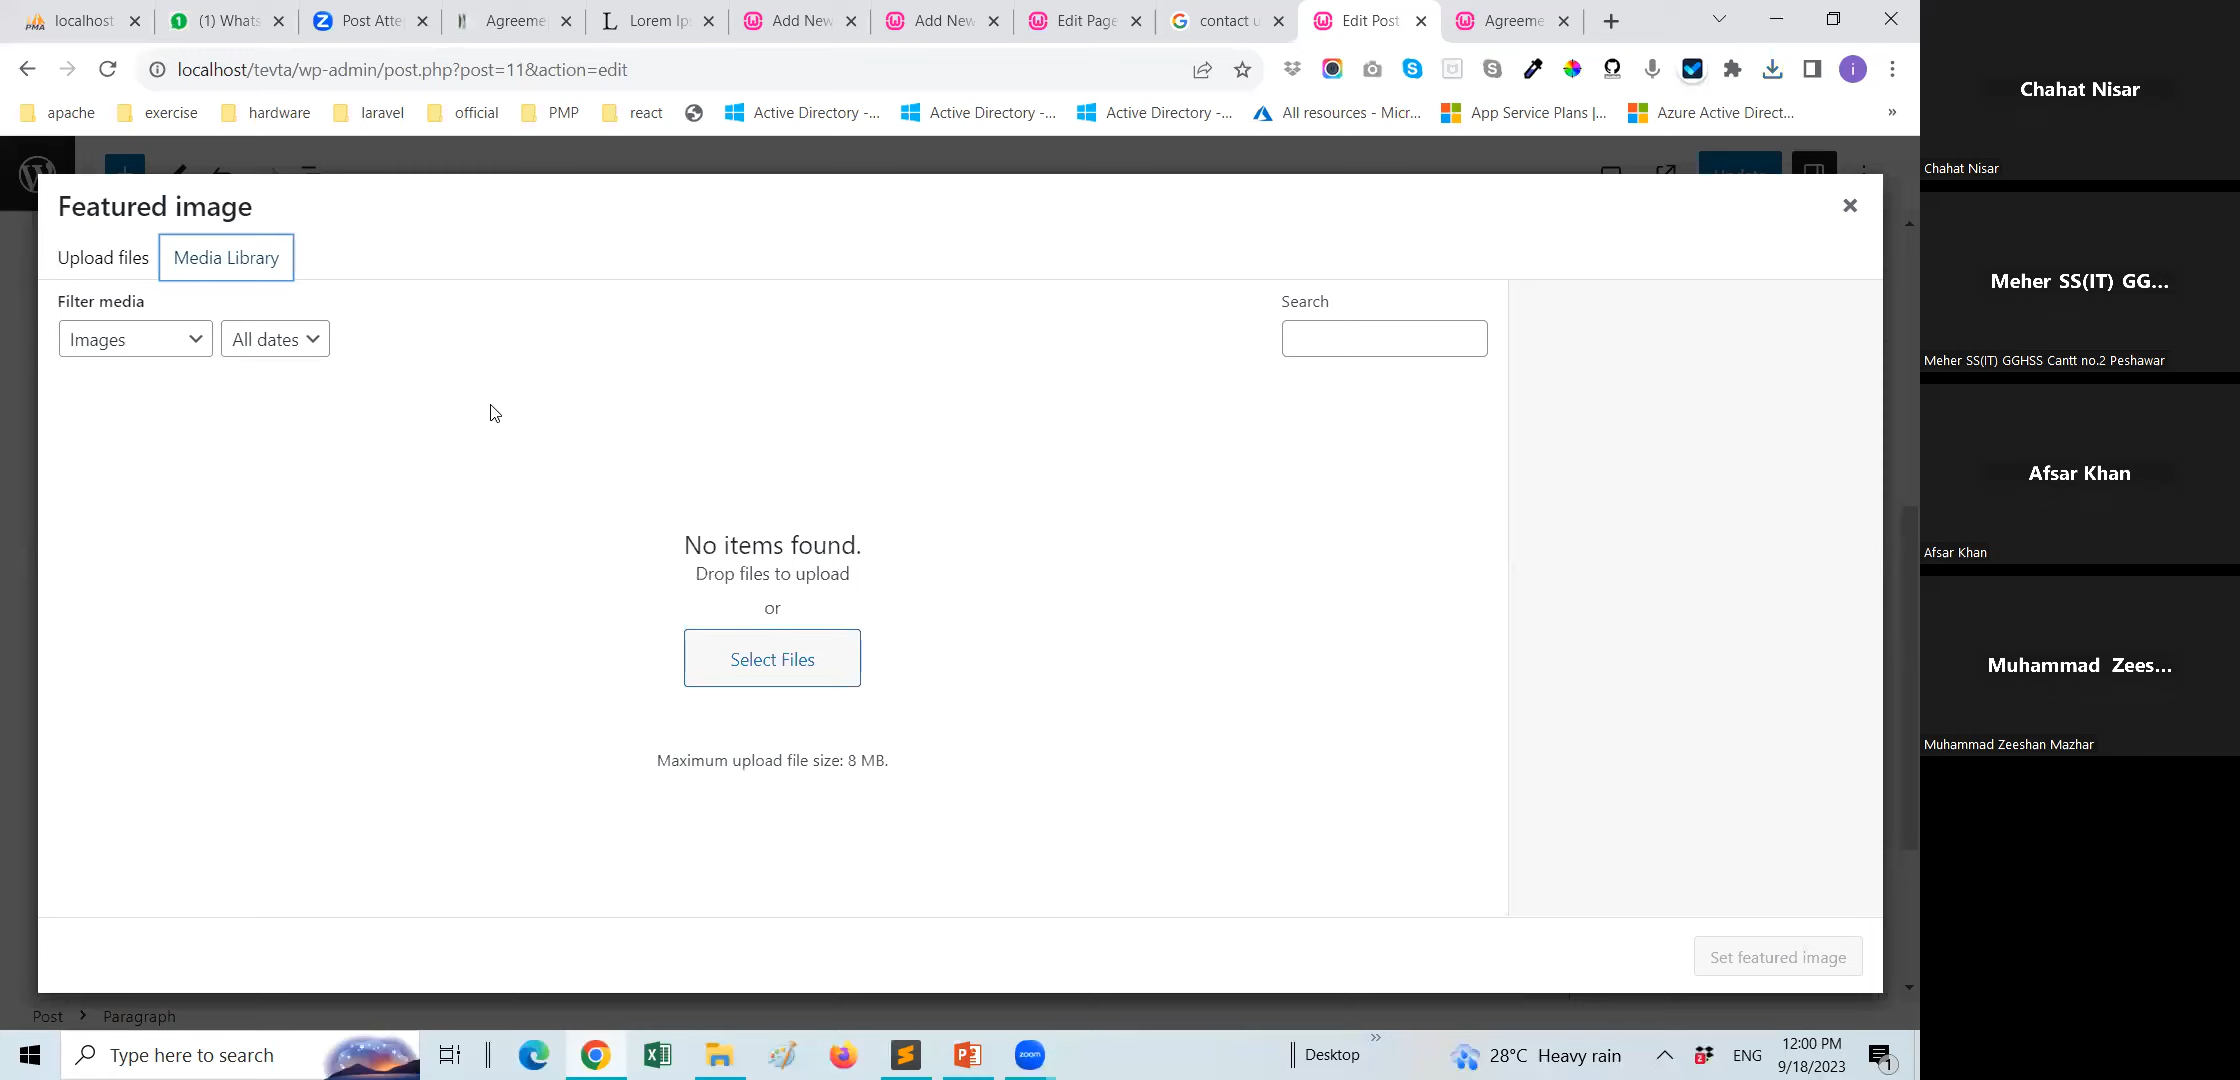 localhost
(1) Whats
Post Atte
Agreeme
Lorem Ip
Add New
Add New
Edit Page
contact u
Edit Post
Agreeme
localhost/tevta/wp-admin/post.php?post=11&action=edit
i
apache
exercise
hardware
laravel
official
PMP
react
Active Directory -...
Active Directory -...
Active Directory -...
All resources - Micr...
App Service Plans |...
Azure Active Direct...
»
Featured image
Upload files
Media Library
Filter media
Images
All dates
Search
No items found.
Drop files to upload
or
Select Files
Maximum upload file size: 8 MB.
Set featured image
Post
Paragraph
Type here to search
zoom
Desktop
28°C Heavy rain
ENG
12:00 PM
9/18/2023
1
Chahat Nisar
Chahat Nisar
Meher SS(IT) GG...
Meher SS(IT) GGHSS Cantt no.2 Peshawar
Afsar Khan
Afsar Khan
Muhammad Zees...
Muhammad Zeeshan Mazhar